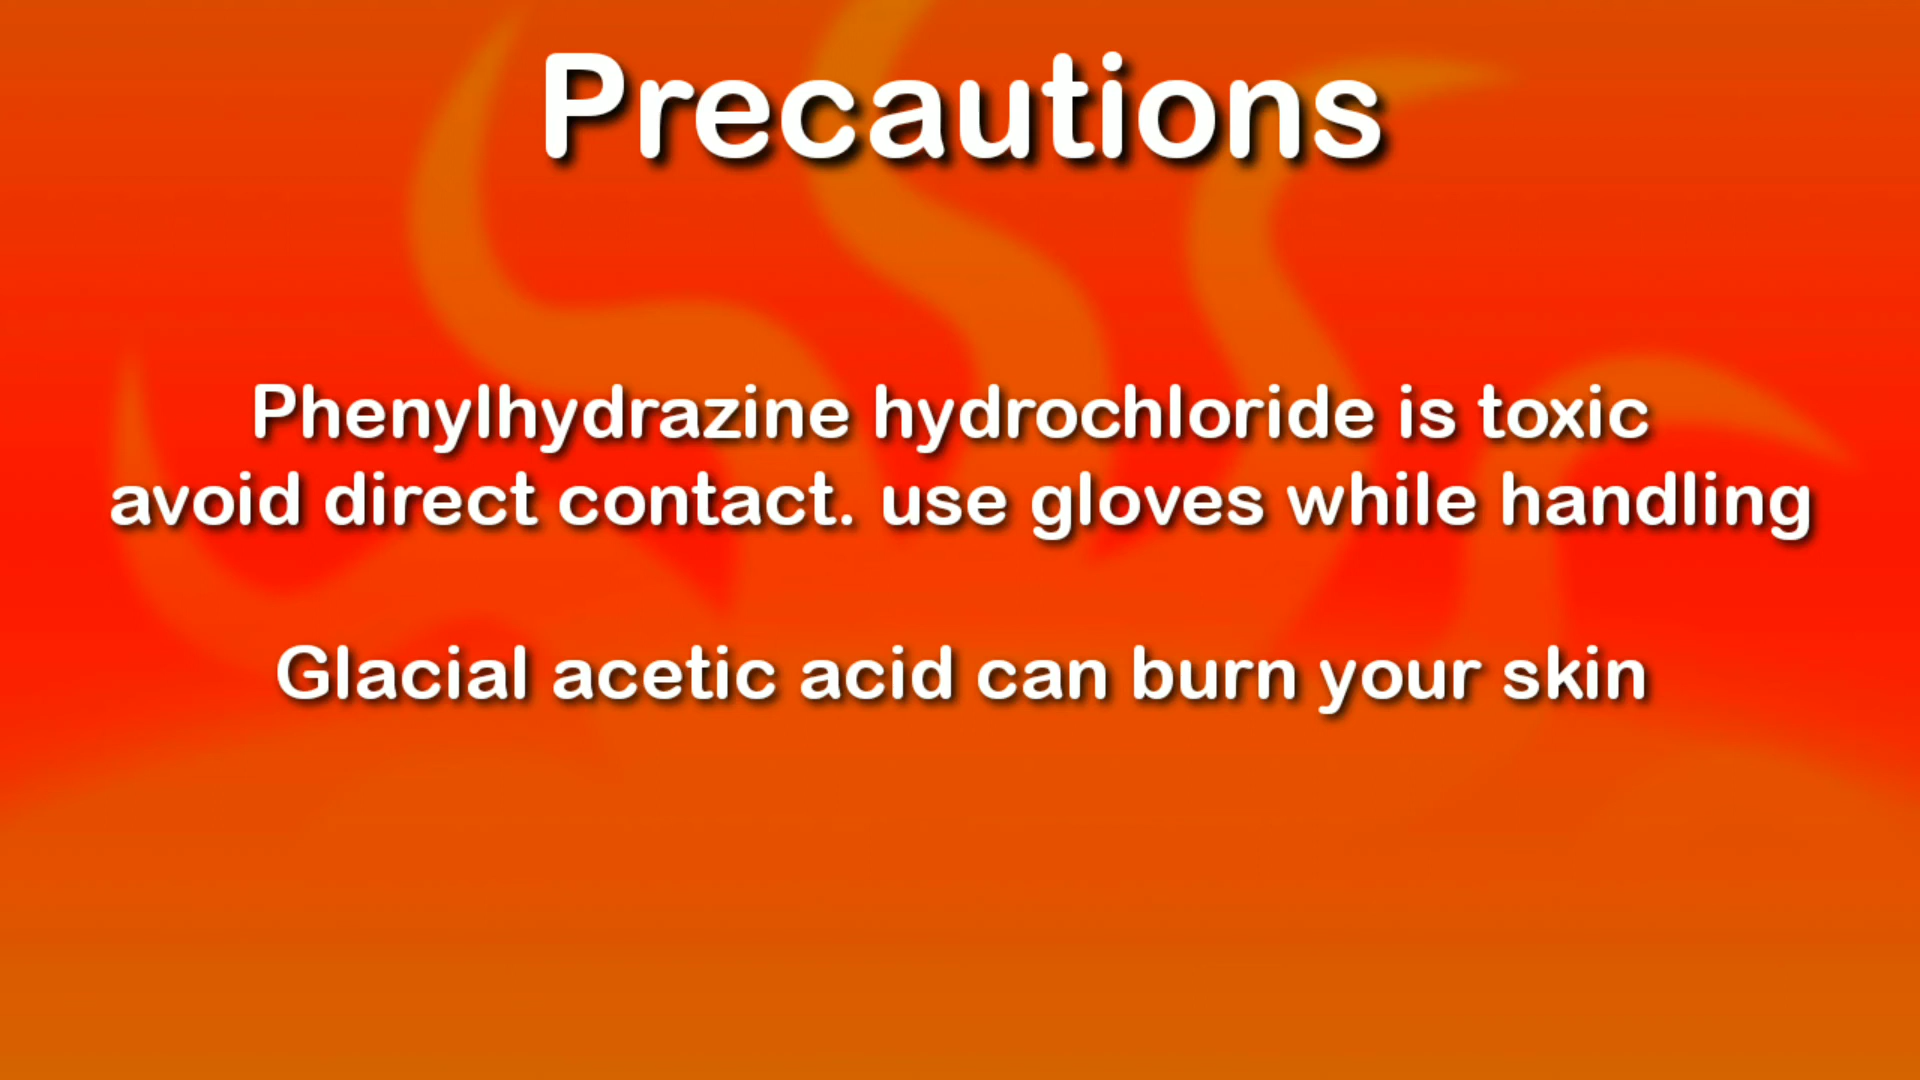 Precautions
Phenylhydrazine hydrochloride is toxic
avoid direct contact. use gloves while handling
Glacial acetic acid can burn your skin